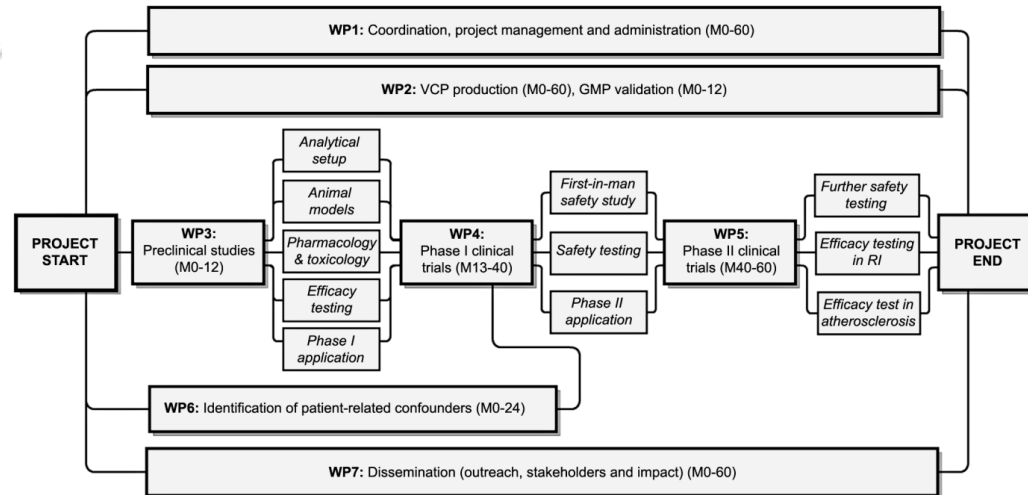 WP1: Coordination, project management and administration (M0-60)
WP2: VCP production (M0-60), GMP validation (M0-12)
PROJECT
START
WP3:
Preclinical studies
(M0-12)
Analytical
setup
Animal
models
Pharmacology
& toxicology
Efficacy
testing
Phase I
application
WP4:
Phase I clinical
trials (M13-40)
First-in-man
safety study
Safety testing
Phase II
application
WP5:
Phase II clinical
trials (M40-60)
Further safety
testing
Efficacy testing
in RI
Efficacy test in
atherosclerosis
PROJECT
END
WP6: Identification of patient-related confounders (M0-24)
WP7: Dissemination (outreach, stakeholders and impact) (M0-60)